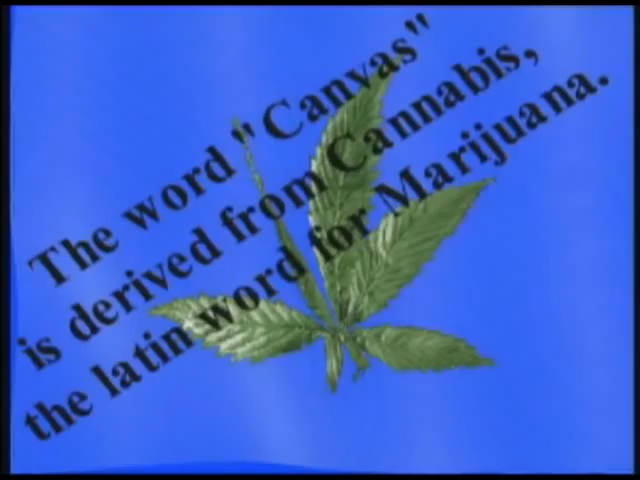 The word "Canvas"
is derived from Cannabis,
the latin word for Marijuana.